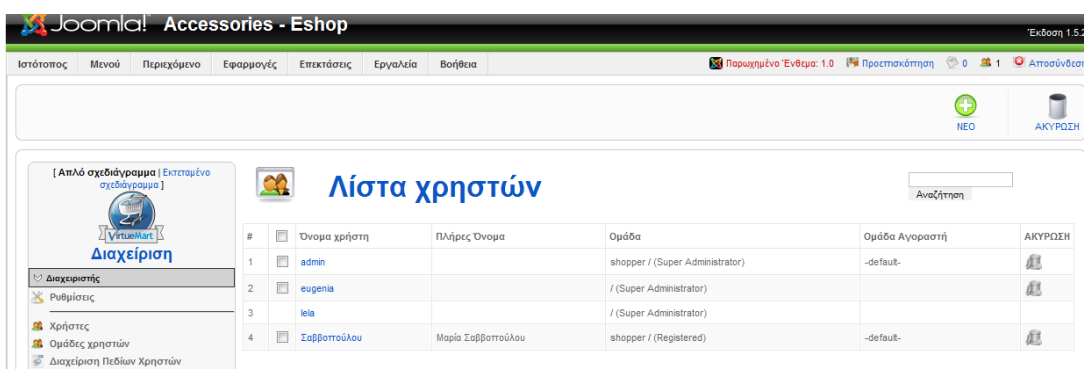 Joomla! Accessories - Eshop
Έκδοση 1.5.2
Ιστότοπος Μενού Περιεχόμενο Εφαρμογές Επεκτάσεις Εργαλεία Βοήθεια Παρωχημένο Ένθεμα: 1.0 Προεπισκόπηση 0 1 Αποσύνδεση
ΝΕΟ ΑΚΥΡΩΣΗ
[ Απλό σχεδιάγραμμα | Εκτεταμένο
σχεδιάγραμμα ]
VirtueMart
Διαχείριση
Διαχειριστής
Ρυθμίσεις
Χρήστες
Ομάδες χρηστών
Διαχείριση Πεδίων Χρηστών
Λίστα χρηστών
Αναζήτηση
# Όνομα χρήστη Πλήρες Όνομα Ομάδα Ομάδα Αγοραστή ΑΚΥΡΩΣΗ
1 admin shopper / (Super Administrator) -default-
2 eugenia / (Super Administrator)
3 lela / (Super Administrator)
4 Σαββοπούλου Μαρία Σαββοπούλου shopper / (Registered) -default-